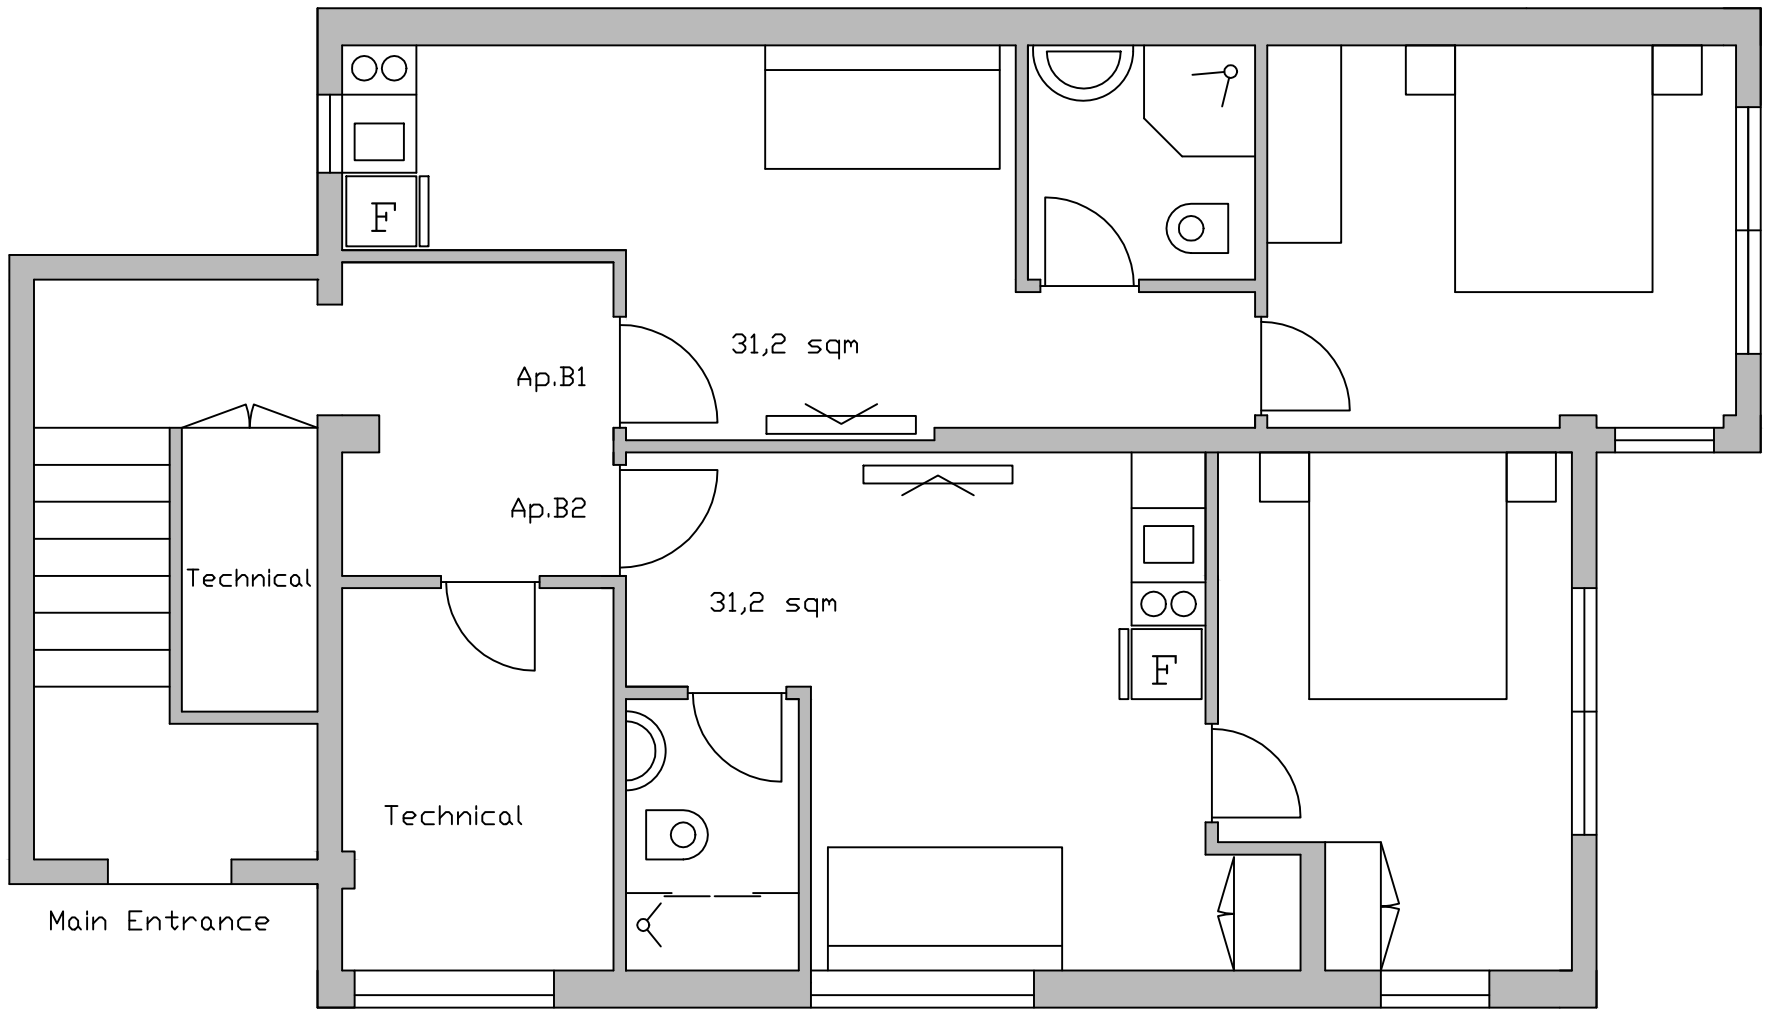 F
31,2 sqm
Ap.B1
Ap.B2
Technical
31,2 sqm
F
Technical
Main Entrance